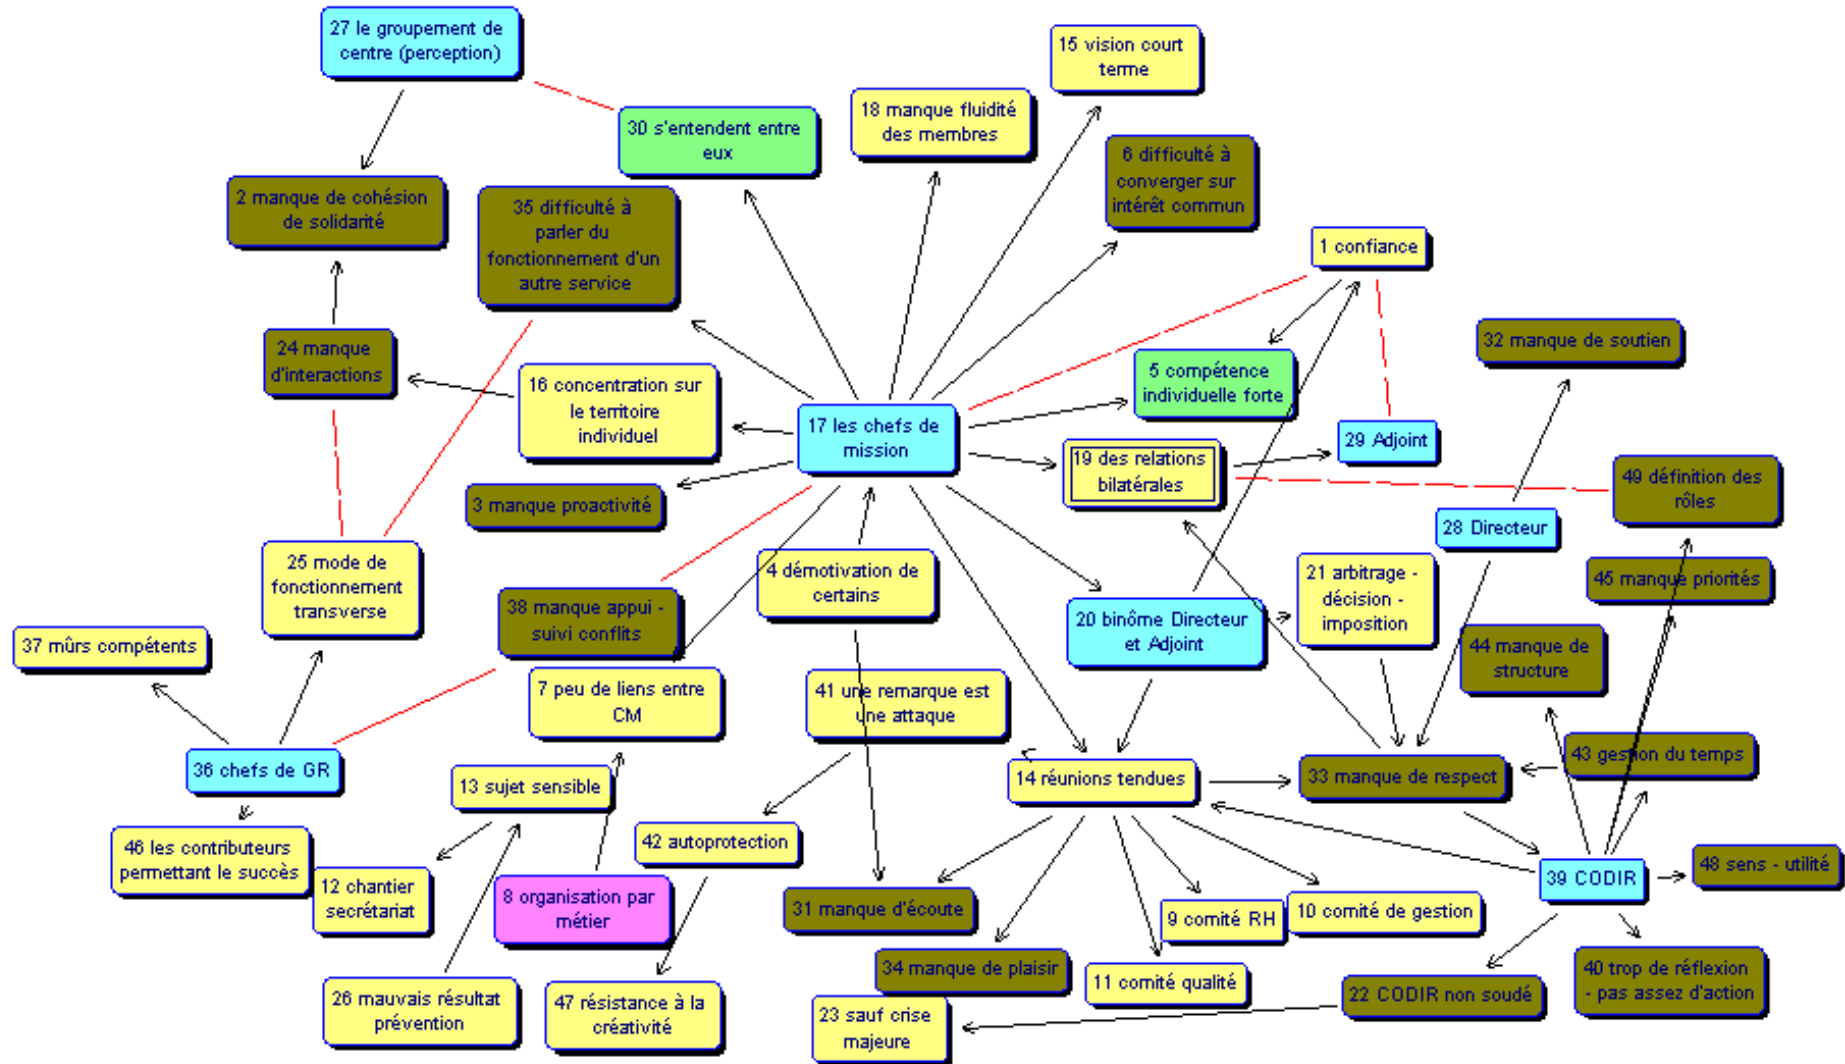 27 le groupement de
centre (perception)
15 vision court
terme
18 manque fluidité
des membres
30 s'entendent entre
eux
6 difficulté à
converger sur
intérêt commun
2 manque de cohésion
de solidarité
35 difficulté à
parler du
fonctionnement d'un
autre service
1 confiance
32 manque de soutien
24 manque
d'interactions
16 concentration sur
le territoire
individuel
5 compétence
individuelle forte
17 les chefs de
mission
29 Adjoint
19 des relations
bilatérales
49 définition des
rôles
3 manque proactivité
28 Directeur
25 mode de
fonctionnement
transverse
4 démotivation de
certains
21 arbitrage -
décision -
imposition
45 manque priorités
38 manque appui -
suivi conflits
20 binôme Directeur
et Adjoint
37 mûrs compétents
44 manque de
structure
7 peu de liens entre
CM
41 une remarque est
une attaque
36 chefs de GR
13 sujet sensible
14 réunions tendues
33 manque de respect
43 gestion du temps
46 les contributeurs
permettant le succès
42 autoprotection
12 chantier
secrétariat
8 organisation par
métier
31 manque d'écoute
9 comité RH
10 comité de gestion
39 CODIR
48 sens - utilité
34 manque de plaisir
11 comité qualité
22 CODIR non soudé
40 trop de réflexion
- pas assez d'action
26 mauvais résultat
prévention
47 résistance à la
créativité
23 sauf crise
majeure